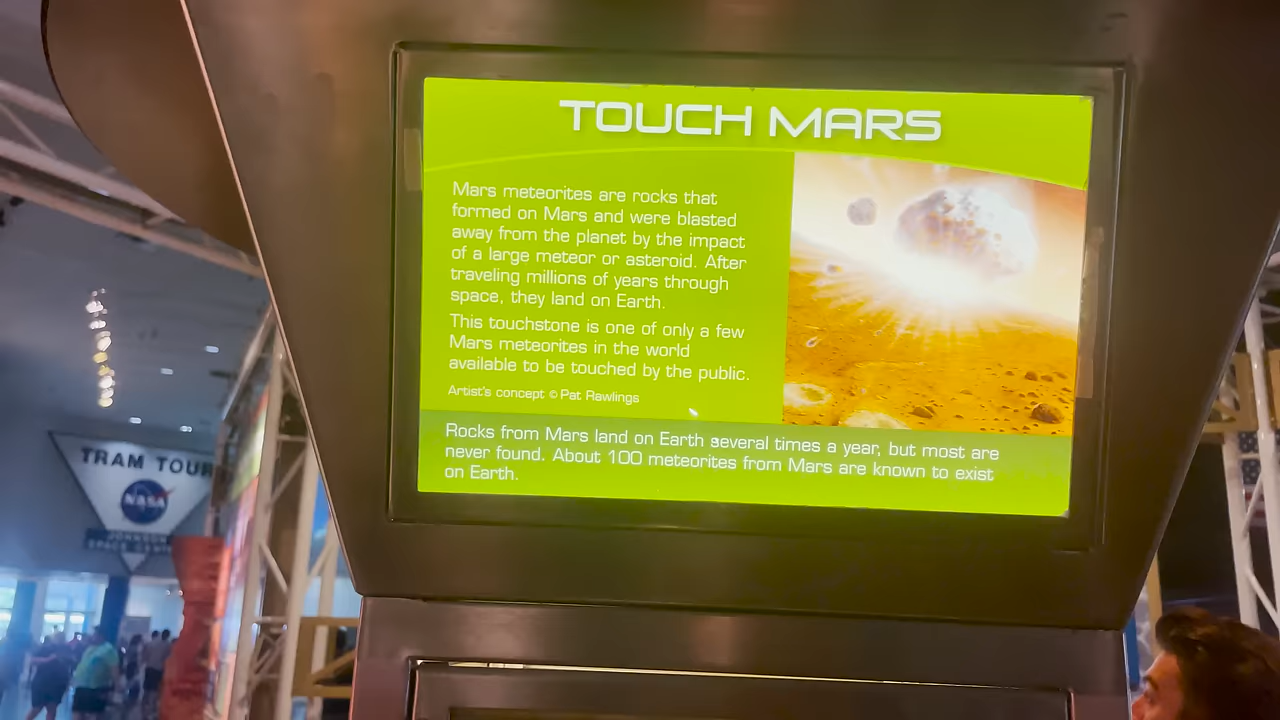 TOUCH MARS
Mars meteorites are rocks that
formed on Mars and were blasted
away from the planet by the impact
of a large meteor or asteroid. After
traveling millions of years through
space, they land on Earth.
This touchstone is one of only a few
Mars meteorites in the world
available to be touched by the public.
Artist's concept © Pat Rawlings
Rocks from Mars land on Earth several times a year, but most are
never found. About 100 meteorites from Mars are known to exist
on Earth.
TRAM TOUR
NASA
JOHNSON
SPACE CENTER